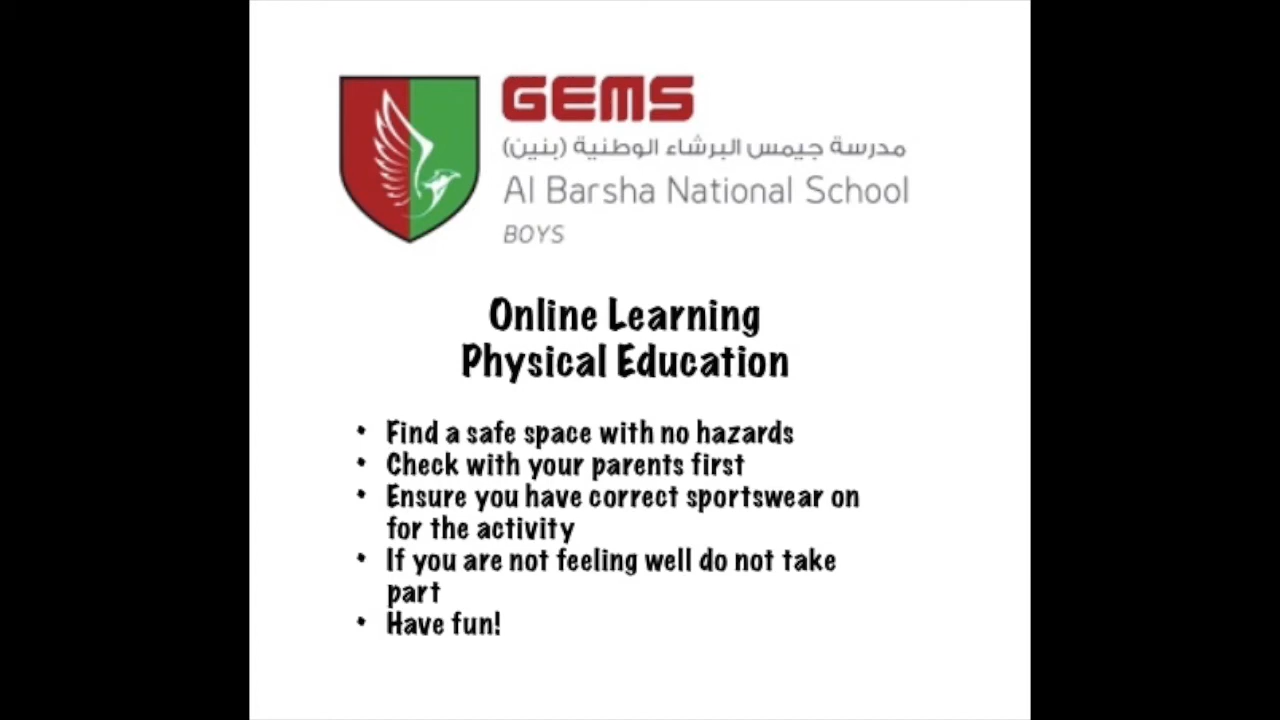 GEMS
مدرسة جيمس البرشاء الوطنية (بنين)
Al Barsha National School
BOYS
Online Learning
Physical Education
• Find a safe space with no hazards
• Check with your parents first
• Ensure you have correct sportswear on
for the activity
• If you are not feeling well do not take
part
• Have fun!